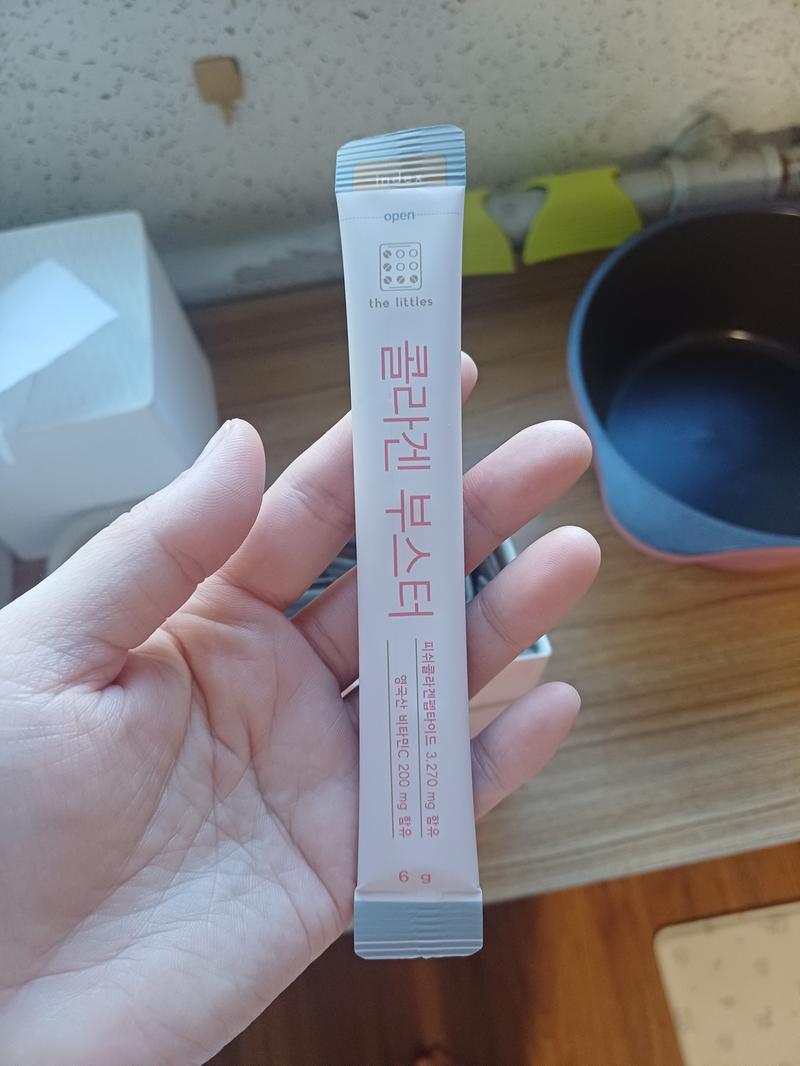 index
open
the littles
콜라겐 부스터
피쉬콜라겐펩타이드 3,270 mg 함유
영국산 비타민C 200 mg 함유
6 g